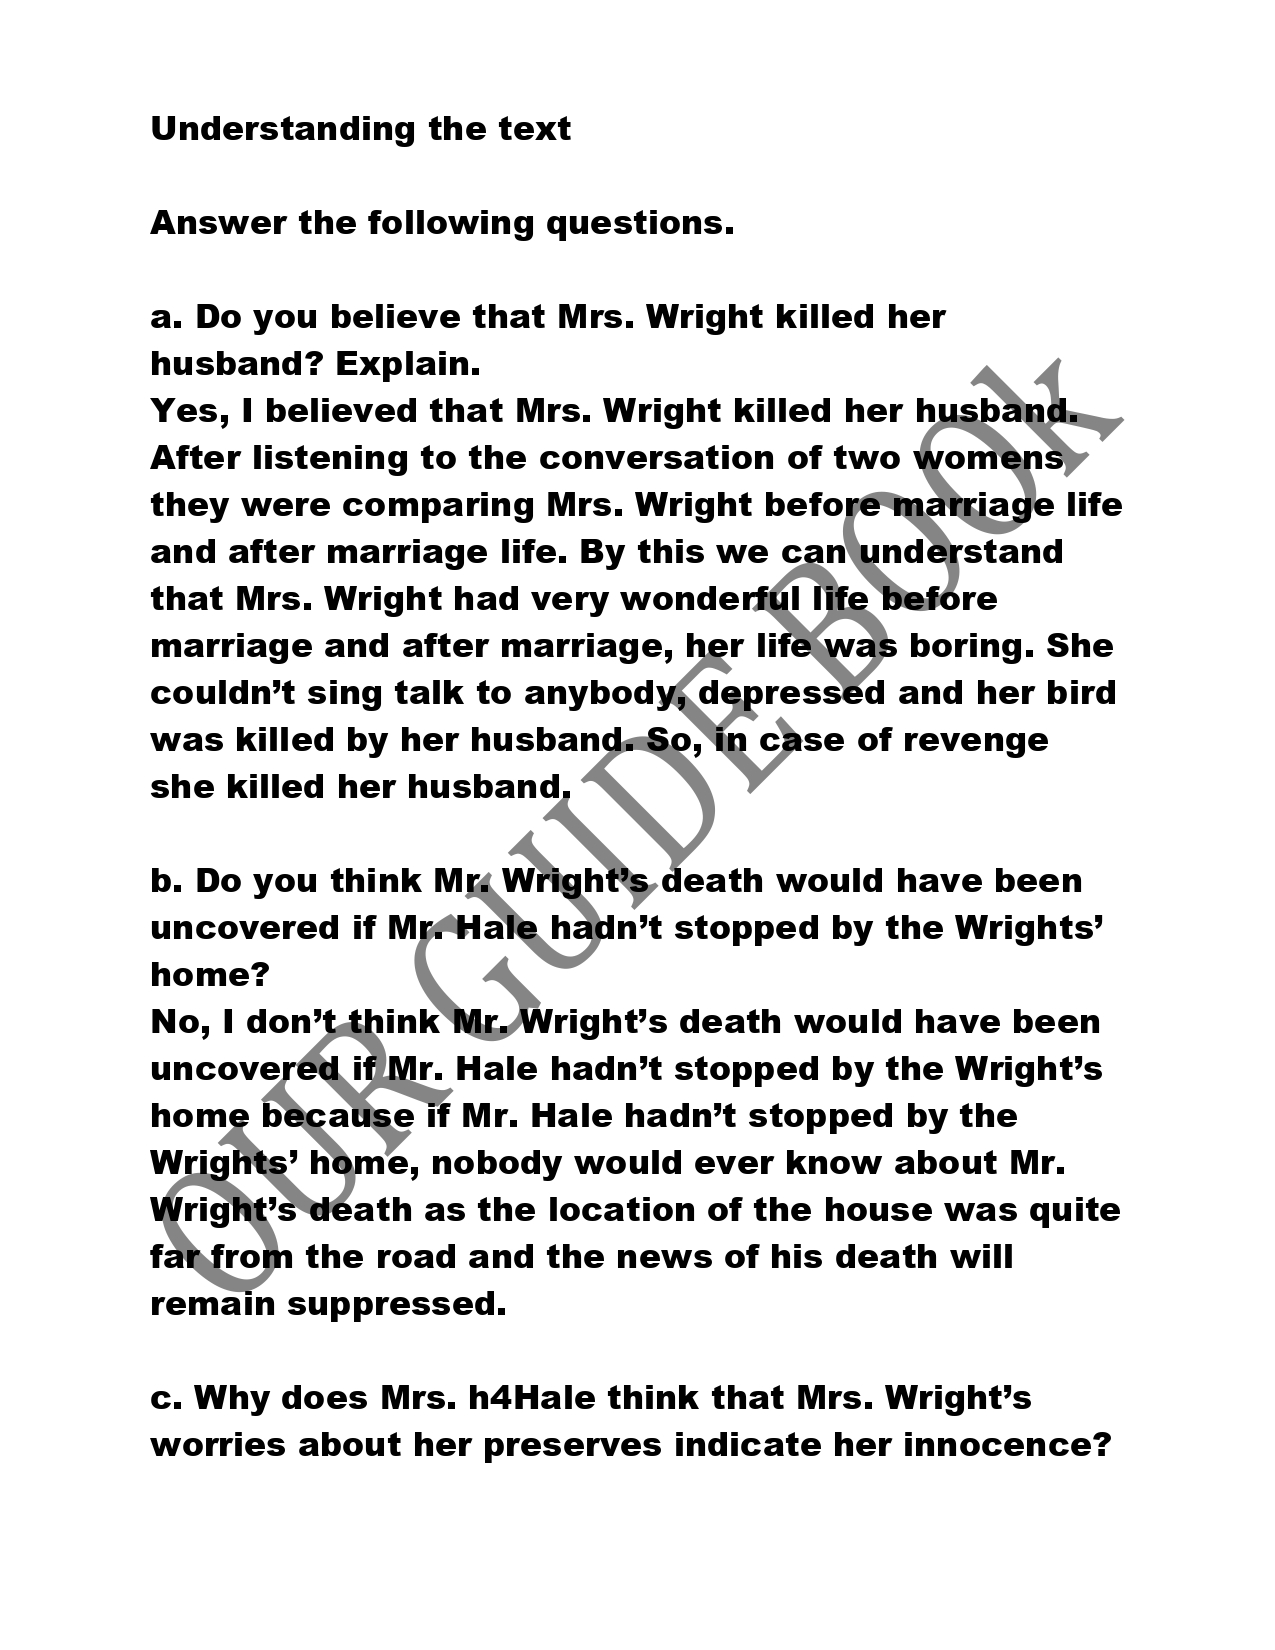 Understanding the text
Answer the following questions.
a. Do you believe that Mrs. Wright killed her
husband? Explain.
Yes, I believed that Mrs. Wright killed her husband.
After listening to the conversation of two womens
they were comparing Mrs. Wright before marriage life
and after marriage life. By this we can understand
that Mrs. Wright had very wonderful life before
marriage and after marriage, her life was boring. She
couldn’t sing talk to anybody, depressed and her bird
was killed by her husband. So, in case of revenge
she killed her husband.
b. Do you think Mr. Wright’s death would have been
uncovered if Mr. Hale hadn’t stopped by the Wrights’
home?
No, I don’t think Mr. Wright’s death would have been
uncovered if Mr. Hale hadn’t stopped by the Wright’s
home because if Mr. Hale hadn’t stopped by the
Wrights’ home, nobody would ever know about Mr.
Wright’s death as the location of the house was quite
far from the road and the news of his death will
remain suppressed.
c. Why does Mrs. h4Hale think that Mrs. Wright’s
worries about her preserves indicate her innocence?
OUR GUIDE BOOk